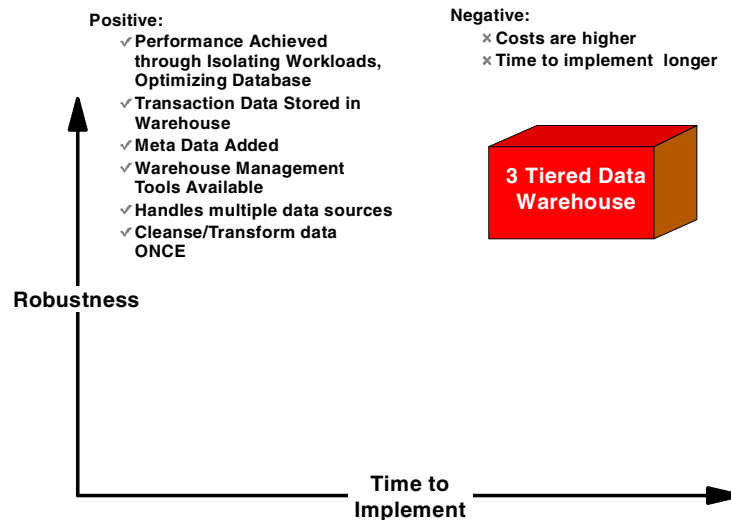 Positive:
Performance Achieved
through Isolating Workloads,
Optimizing Database
Transaction Data Stored in
Warehouse
Meta Data Added
Warehouse Management
Tools Available
Handles multiple data sources
Cleanse/Transform data
ONCE
Negative:
Costs are higher
Time to implement longer
3 Tiered Data
Warehouse
Robustness
Time to
Implement